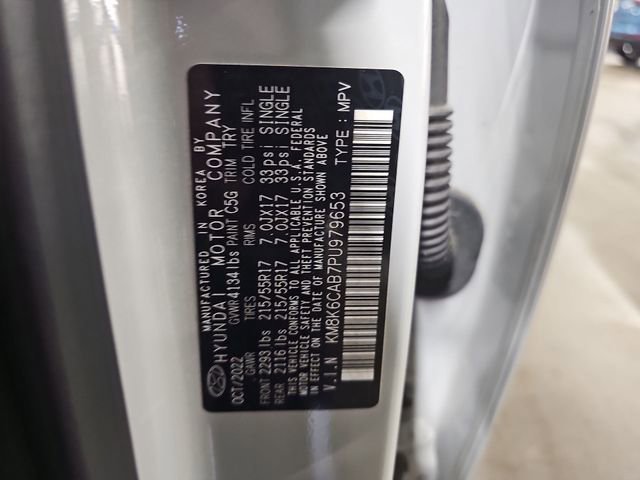 MANUFACTURED IN KOREA BY
HYUNDAI MOTOR COMPANY
OCT/2022 GVWR 4134 lbs PAINT C5G TRIM TRY
GAWR TIRES RIMS COLD TIRE INFL
FRONT 2293 lbs 215/55R17 7.0JX17 33psi SINGLE
REAR 2116 lbs 215/55R17 7.0JX17 33psi SINGLE
THIS VEHICLE CONFORMS TO ALL APPLICABLE U.S.A. FEDERAL
MOTOR VEHICLE SAFETY AND THEFT PREVENTION STANDARDS
IN EFFECT ON THE DATE OF MANUFACTURE SHOWN ABOVE
V.I.N KM8K6CAB7PU979653 TYPE : MPV